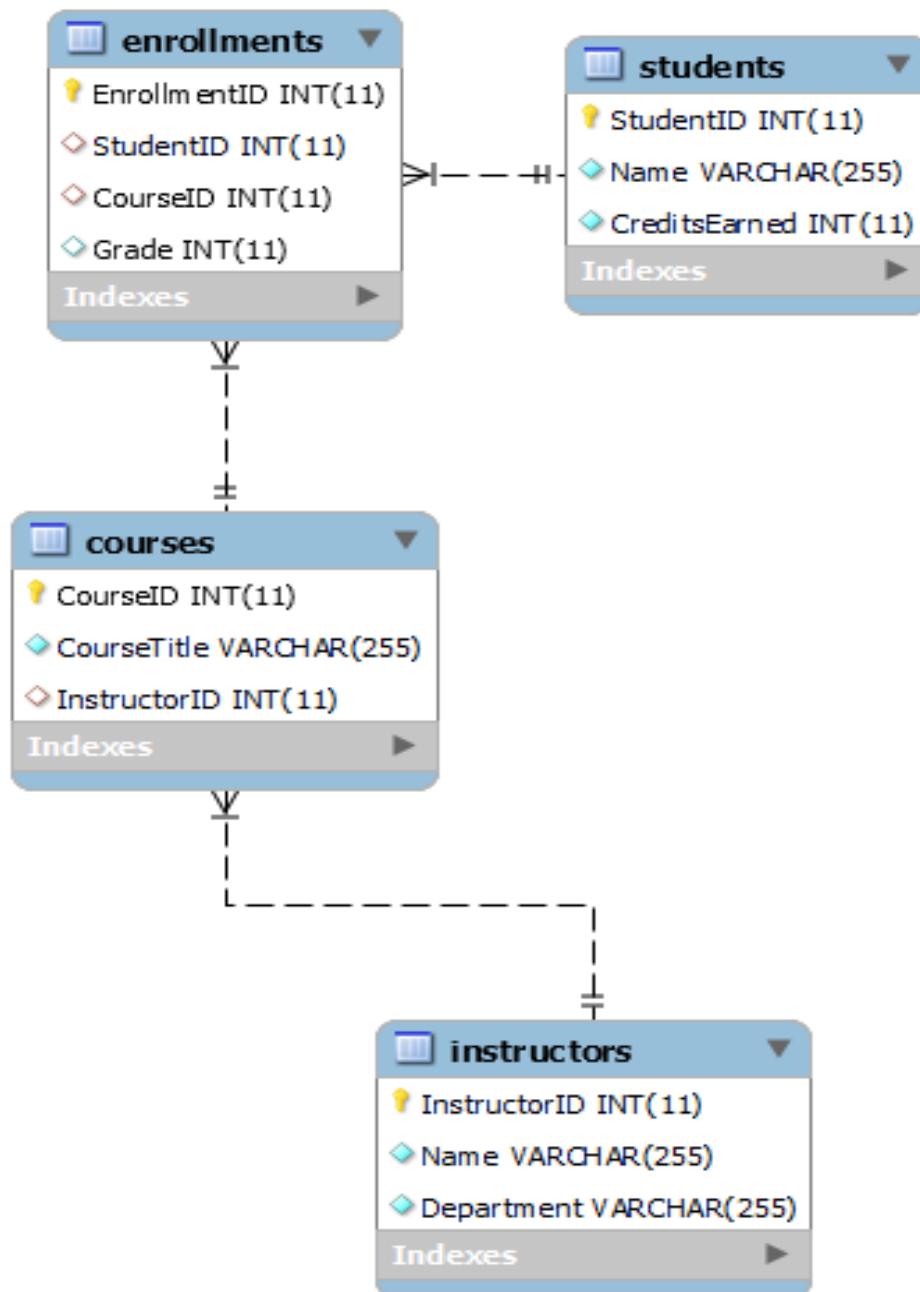 enrollments
EnrollmentID INT(11)
StudentID INT(11)
CourseID INT(11)
Grade INT(11)
Indexes
students
StudentID INT(11)
Name VARCHAR(255)
CreditsEarned INT(11)
Indexes
courses
CourseID INT(11)
CourseTitle VARCHAR(255)
InstructorID INT(11)
Indexes
instructors
InstructorID INT(11)
Name VARCHAR(255)
Department VARCHAR(255)
Indexes